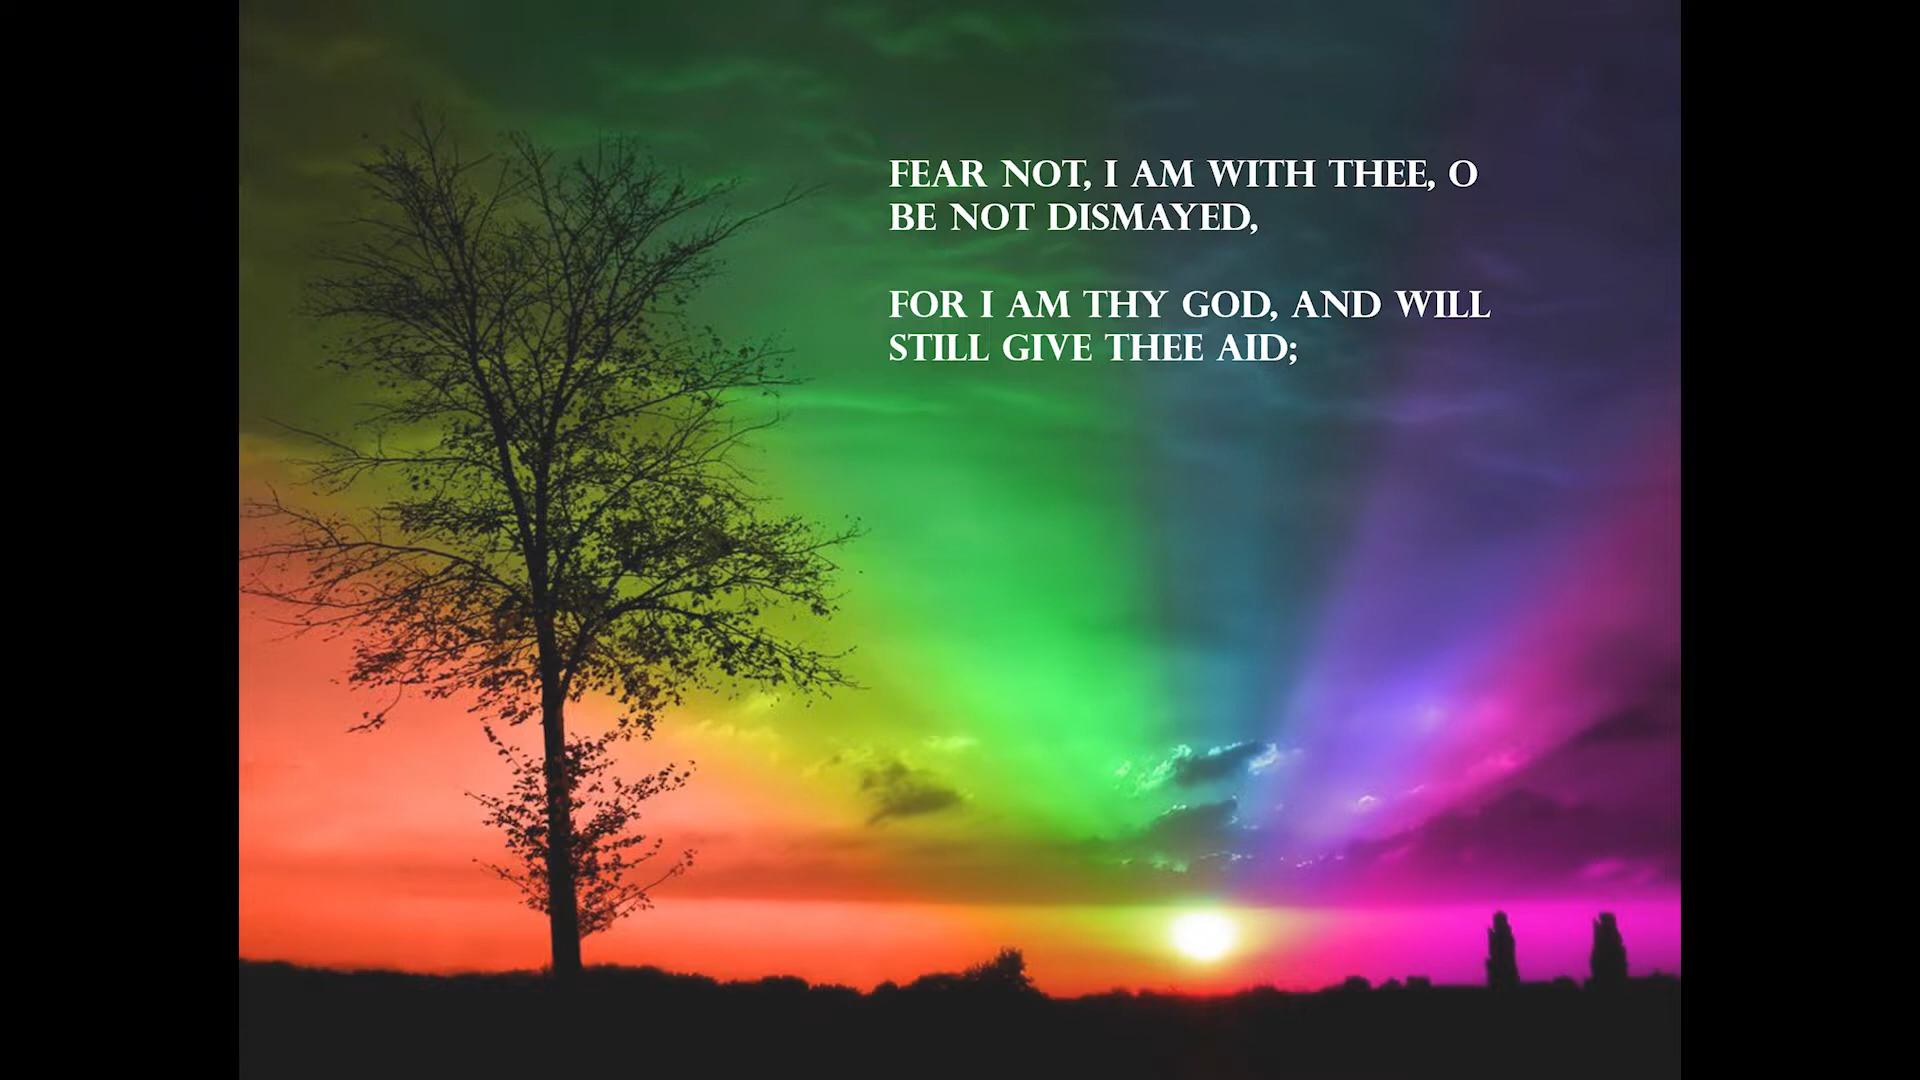 FEAR NOT, I AM WITH THEE, O
BE NOT DISMAYED,
FOR I AM THY GOD, AND WILL
STILL GIVE THEE AID;